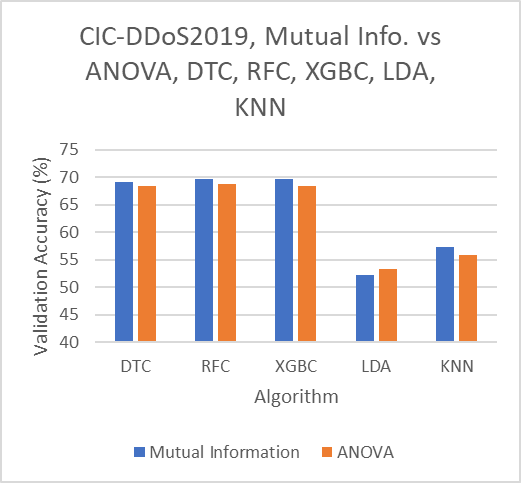 CIC-DDoS2019, Mutual Info. vs
ANOVA, DTC, RFC, XGBC, LDA,
KNN
75
70
65
60
55
50
45
40
Validation Accuracy (%)
DTC RFC XGBC LDA KNN
Algorithm
Mutual Information ANOVA